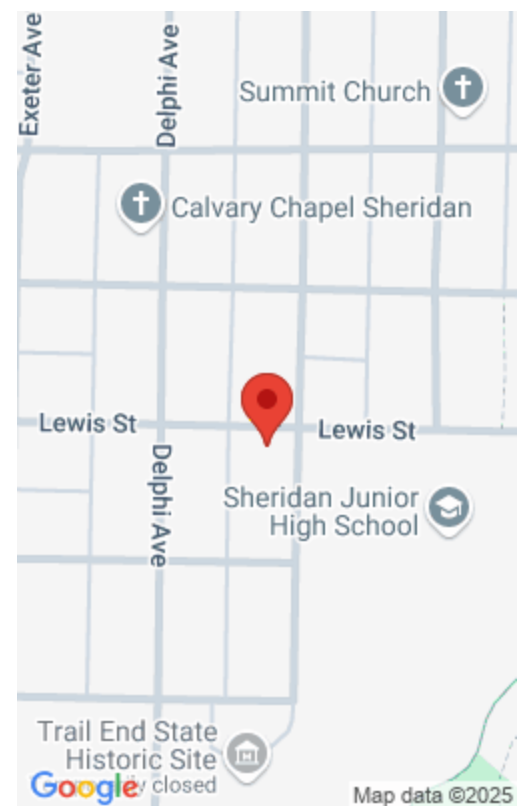 Exeter Ave
Delphi Ave
Summit Church
Calvary Chapel Sheridan
Lewis St
Lewis St
Delphi Ave
Sheridan Junior
High School
Trail End State
Historic Site
closed
Google
Map data ©2025